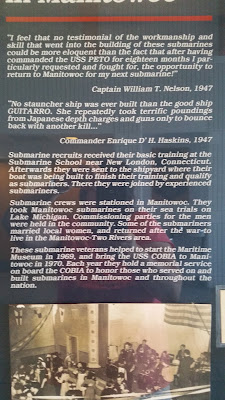 in Manitowoc
"I feel that no testimonial of the workmanship and
skill that went into the building of these submarines
could be more eloquent than the fact that after having
commanded the USS PETO for eighteen months I par-
ticularly requested and fought for, the opportunity to
return to Manitowoc for my next submarine!"
Captain William T. Nelson, 1947
"No stauncher ship was ever built than the good ship
GUITARRO. She repeatedly took terrific poundings
from Japanese depth charges and guns only to bounce
back with another kill..."
Commander Enrique D' H. Haskins, 1947
Submarine recruits received their basic training at the
Submarine School near New London, Connecticut.
Afterwards they were sent to the shipyard where their
boat was being built to finish their training and qualify
as submariners. There they were joined by experienced
submariners.
Submarine crews were stationed in Manitowoc. They
took Manitowoc submarines on their sea trials on
Lake Michigan. Commissioning parties for the men
were held in the community. Some of the submariners
married local women, and returned after the war to
live in the Manitowoc-Two Rivers area.
These submarine veterans helped to start the Maritime
Museum in 1969, and bring the USS COBIA to Mani-
towoc in 1970. Each year they hold a memorial service
on board the COBIA to honor those who served on and
built submarines in Manitowoc and throughout the
nation.